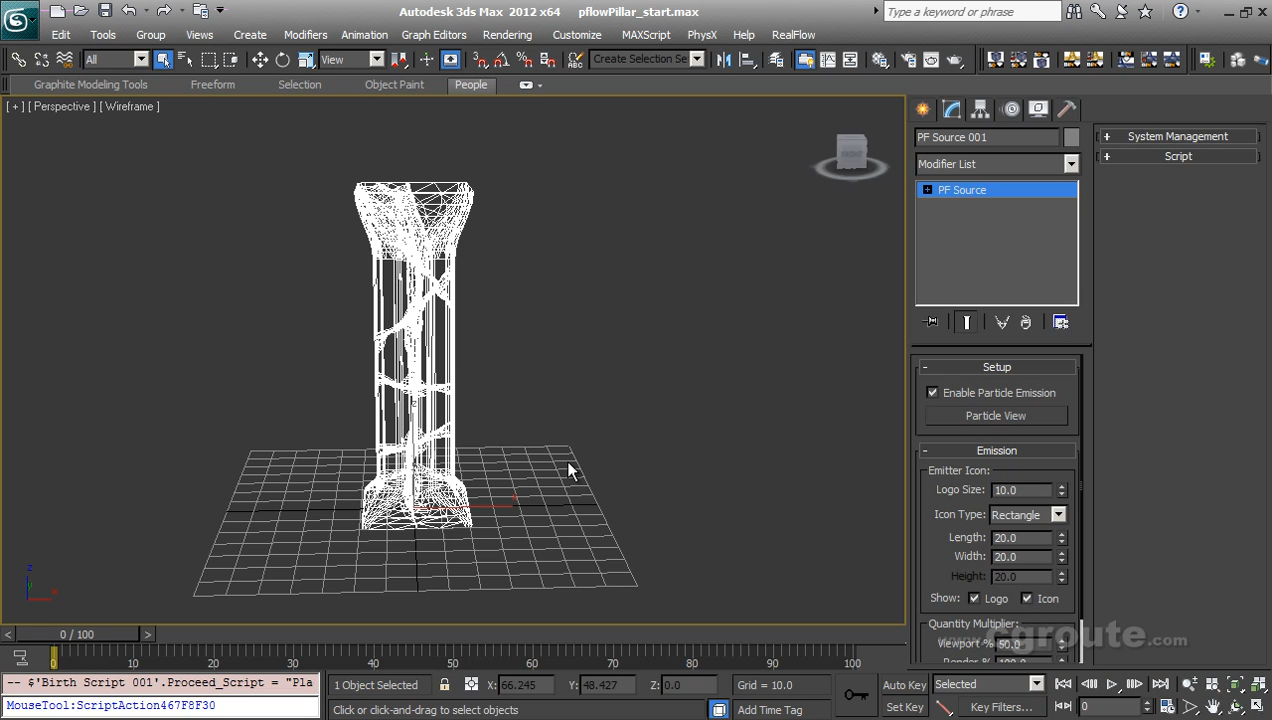 Autodesk 3ds Max 2012 x64 pflowPillar_start.max
Type a keyword or phrase
Edit Tools Group Views Create Modifiers Animation Graph Editors Rendering Customize MAXScript PhysX Help RealFlow
All View Create Selection Se
Graphite Modeling Tools Freeform Selection Object Paint People
[ + ] [ Perspective ] [ Wireframe ]
FRONT
PF Source 001
Modifier List
PF Source
+ System Management
+ Script
- Setup
Enable Particle Emission
Particle View
- Emission
Emitter Icon:
Logo Size: 10.0
Icon Type: Rectangle
Length: 20.0
Width: 20.0
Height: 20.0
Show: Logo Icon
Quantity Multiplier:
Viewport % 50.0
Render % 100.0
www.cgroute.com
z
y
x
z
x
< 0 / 100 >
0 10 20 30 40 50 60 70 80 90 100
-- $'Birth Script 001'.Proceed_Script = "Pla
MouseTool:ScriptAction467F8F30
1 Object Selected X: 66.245 Y: 48.427 Z: 0.0 Grid = 10.0
Click or click-and-drag to select objects Add Time Tag
Auto Key Selected
Set Key Key Filters... 0